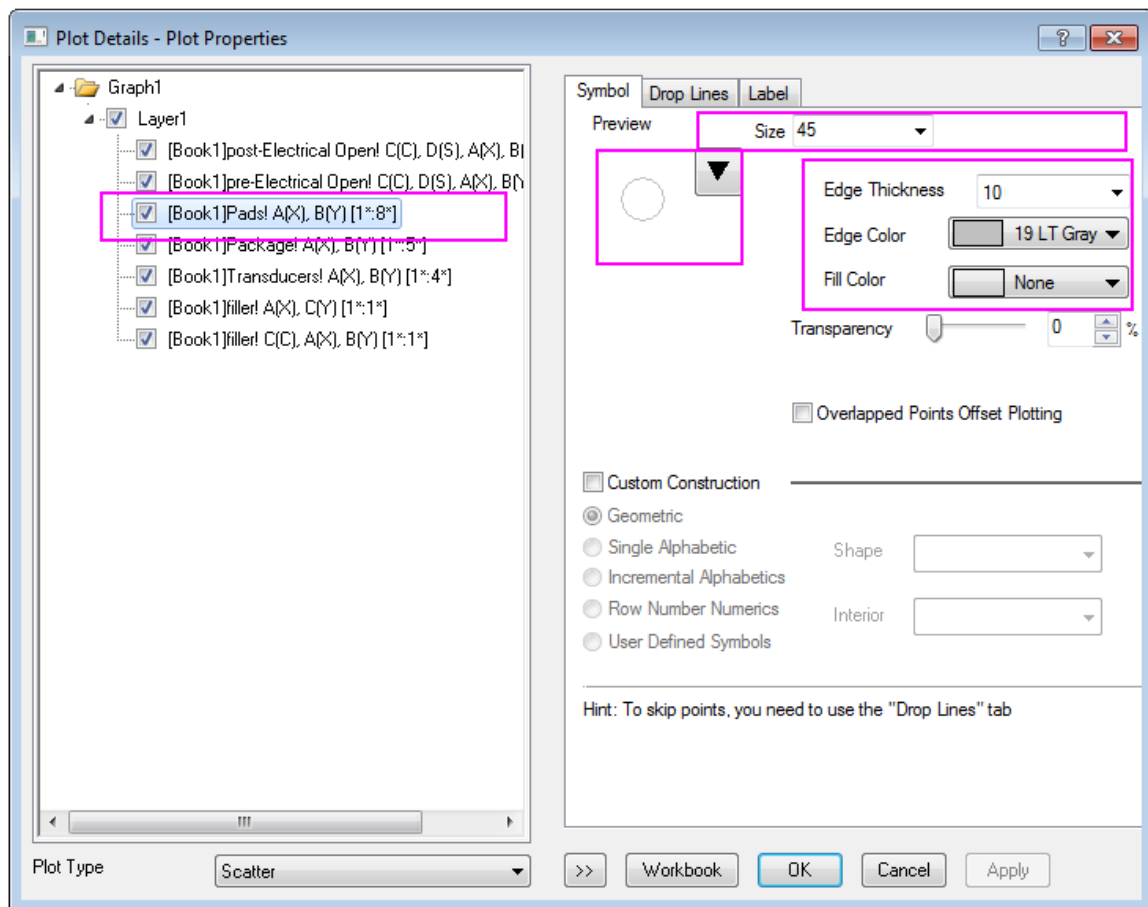 Plot Details - Plot Properties
Graph1
Layer1
[Book1]post-Electrical Open! C(C), D(S), A(X), B(
[Book1]pre-Electrical Open! C(C), D(S), A(X), B(Y
[Book1]Pads! A(X), B(Y) [1*:8*]
[Book1]Package! A(X), B(Y) [1*:5*]
[Book1]Transducers! A(X), B(Y) [1*:4*]
[Book1]filler! A(X), C(Y) [1*:1*]
[Book1]filler! C(C), A(X), B(Y) [1*:1*]
Plot Type
Scatter
Symbol
Drop Lines
Label
Preview
Size 45
Edge Thickness 10
Edge Color 19 LT Gray
Fill Color None
Transparency 0 %
Overlapped Points Offset Plotting
Custom Construction
Geometric
Single Alphabetic
Incremental Alphabetics
Row Number Numerics
User Defined Symbols
Shape
Interior
Hint: To skip points, you need to use the "Drop Lines" tab
>>
Workbook
OK
Cancel
Apply